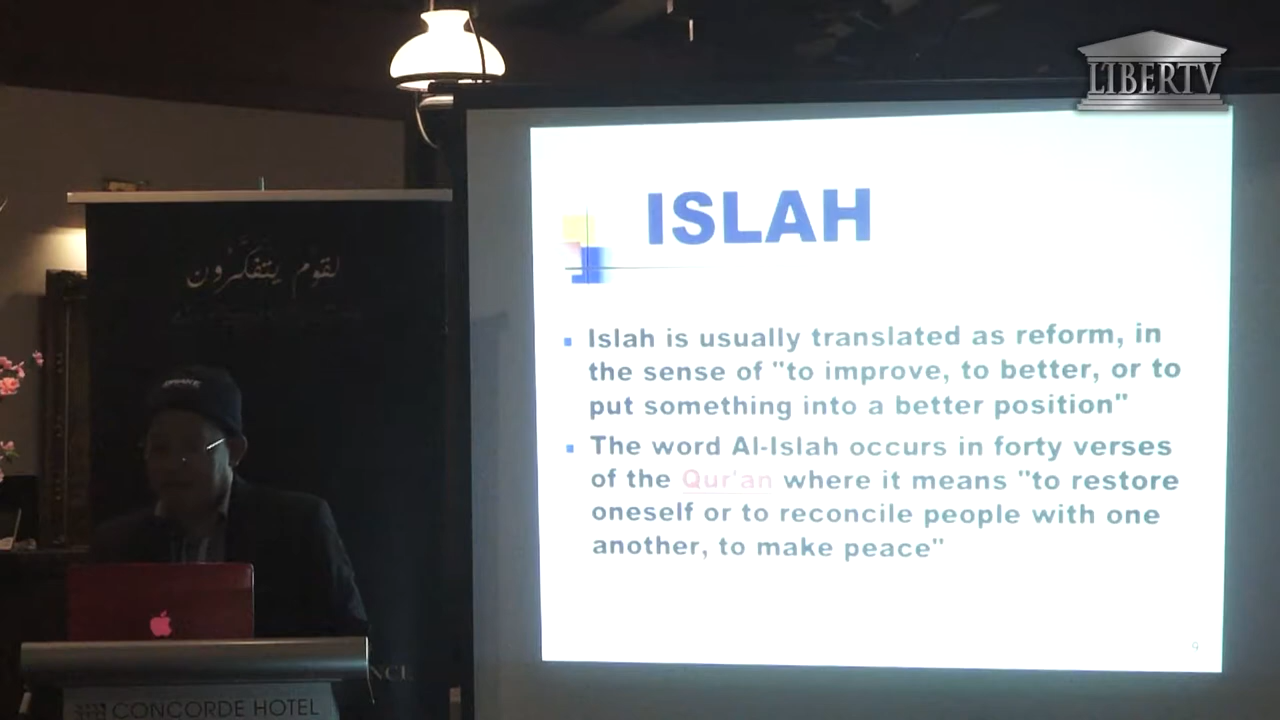 LIBERTV
لقوم يتفكرون
ISLAH
Islah is usually translated as reform, in
the sense of "to improve, to better, or to
put something into a better position"
The word Al-Islah occurs in forty verses
of the Qur'an where it means "to restore
oneself or to reconcile people with one
another, to make peace"
9
CONCORDE HOTEL